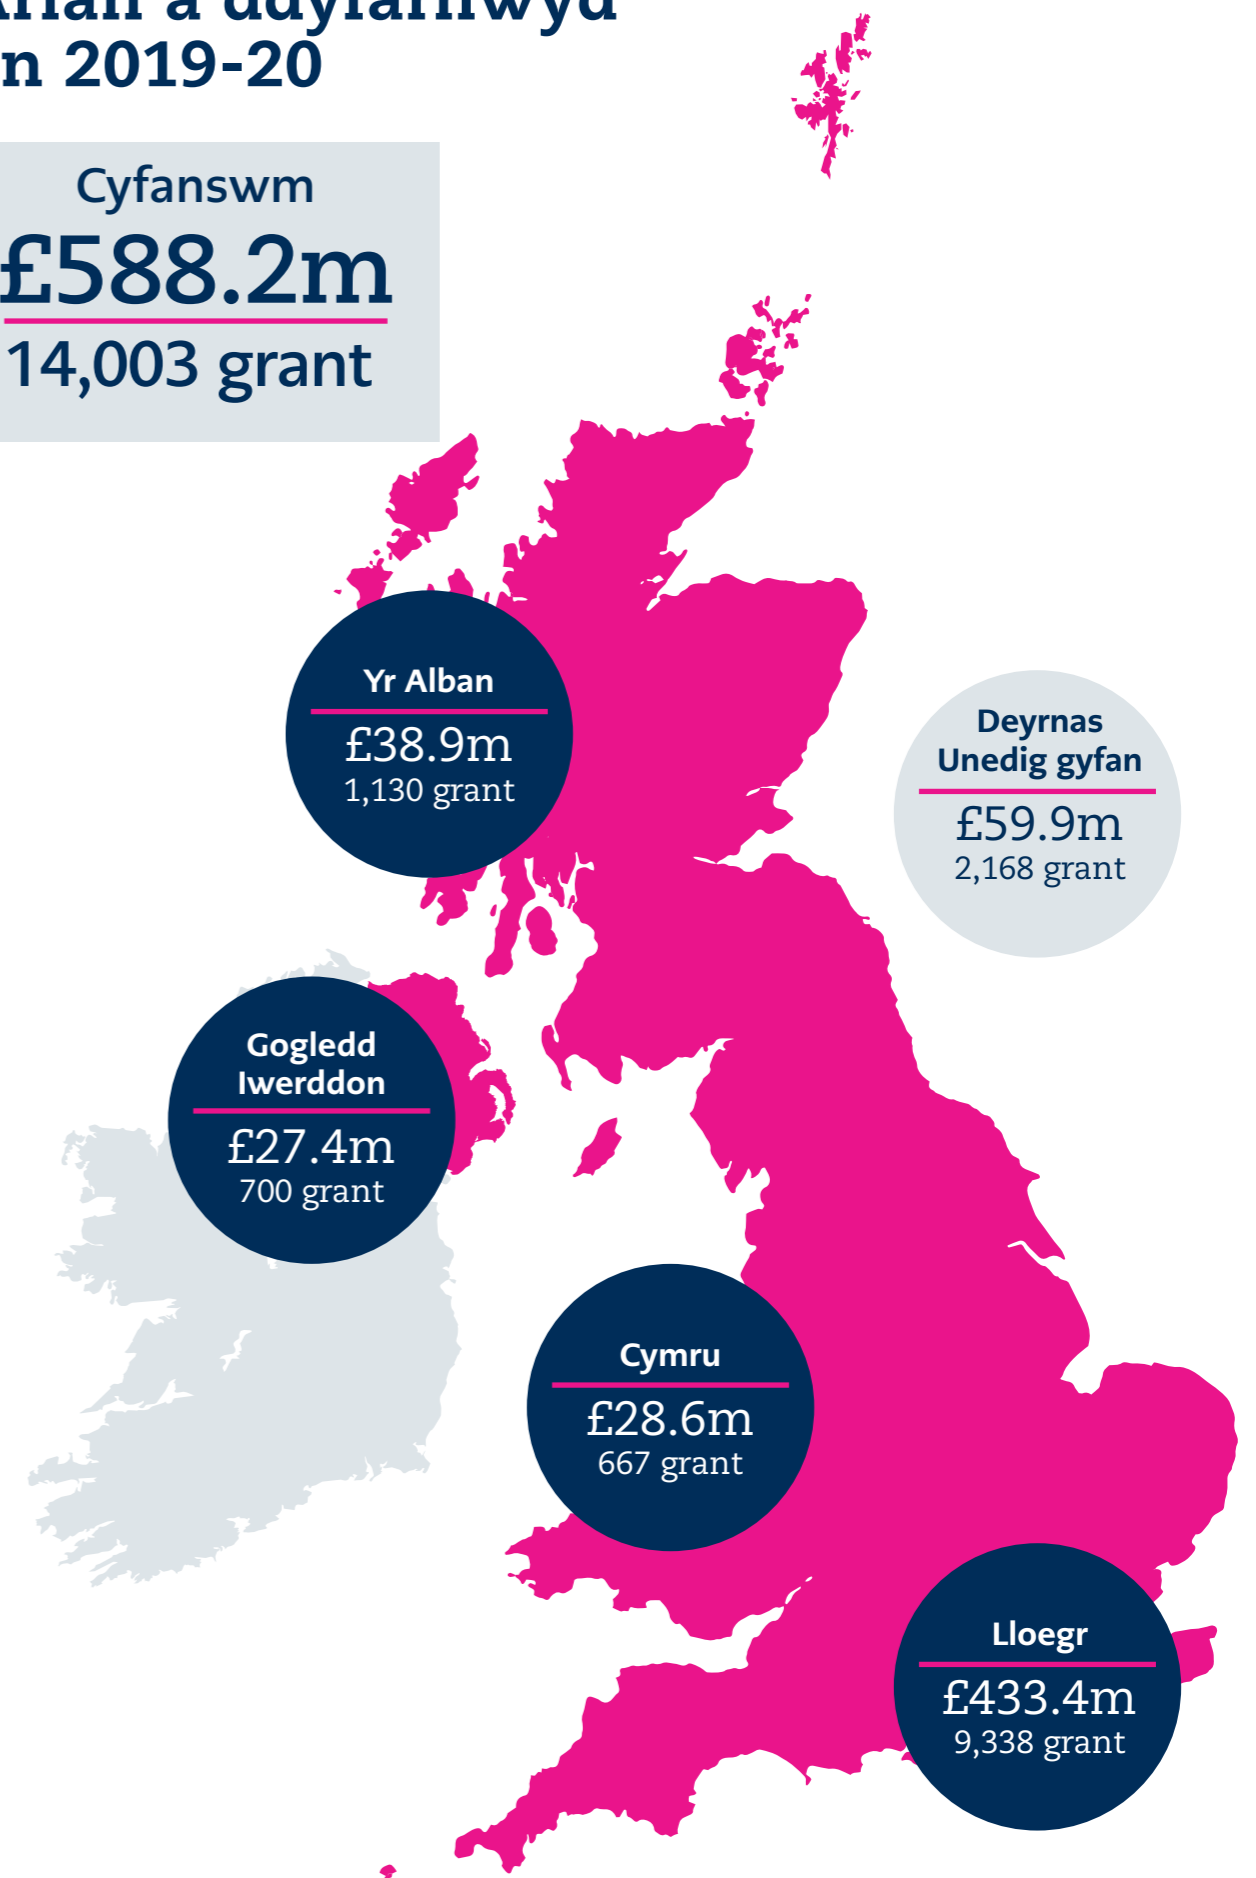 Arian a ddyfarnwyd
n 2019-20
Cyfanswm
£588.2m
14,003 grant
Yr Alban
£38.9m
1,130 grant
Deyrnas
Unedig gyfan
£59.9m
2,168 grant
Gogledd
Iwerddon
£27.4m
700 grant
Cymru
£28.6m
667 grant
Lloegr
£433.4m
9,338 grant